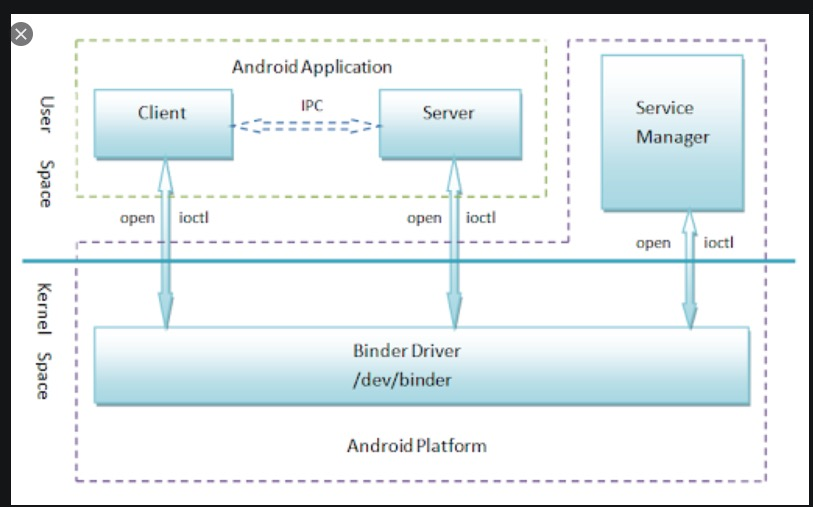 Android Application
Client
IPC
Server
Service
Manager
User Space
open ioctl
open ioctl
open ioctl
Kernel Space
Binder Driver
/dev/binder
Android Platform